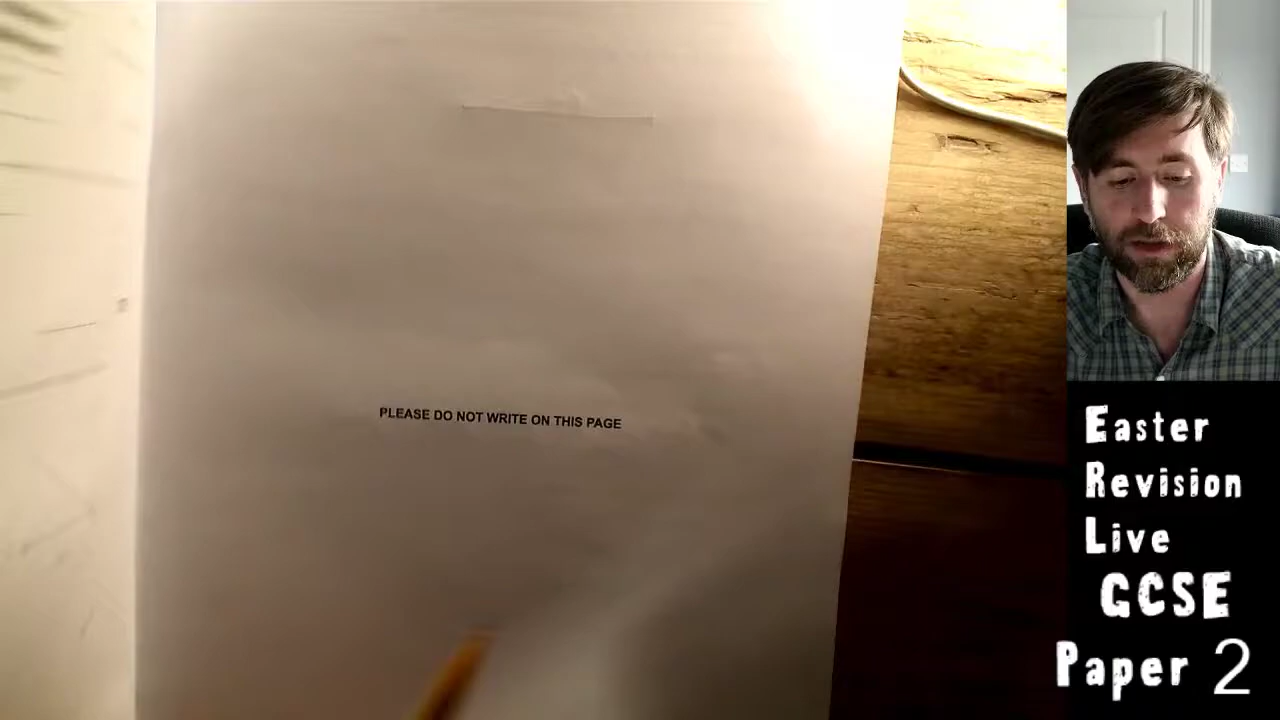 PLEASE DO NOT WRITE ON THIS PAGE
Easter
Revision
Live
GCSE
Paper 2